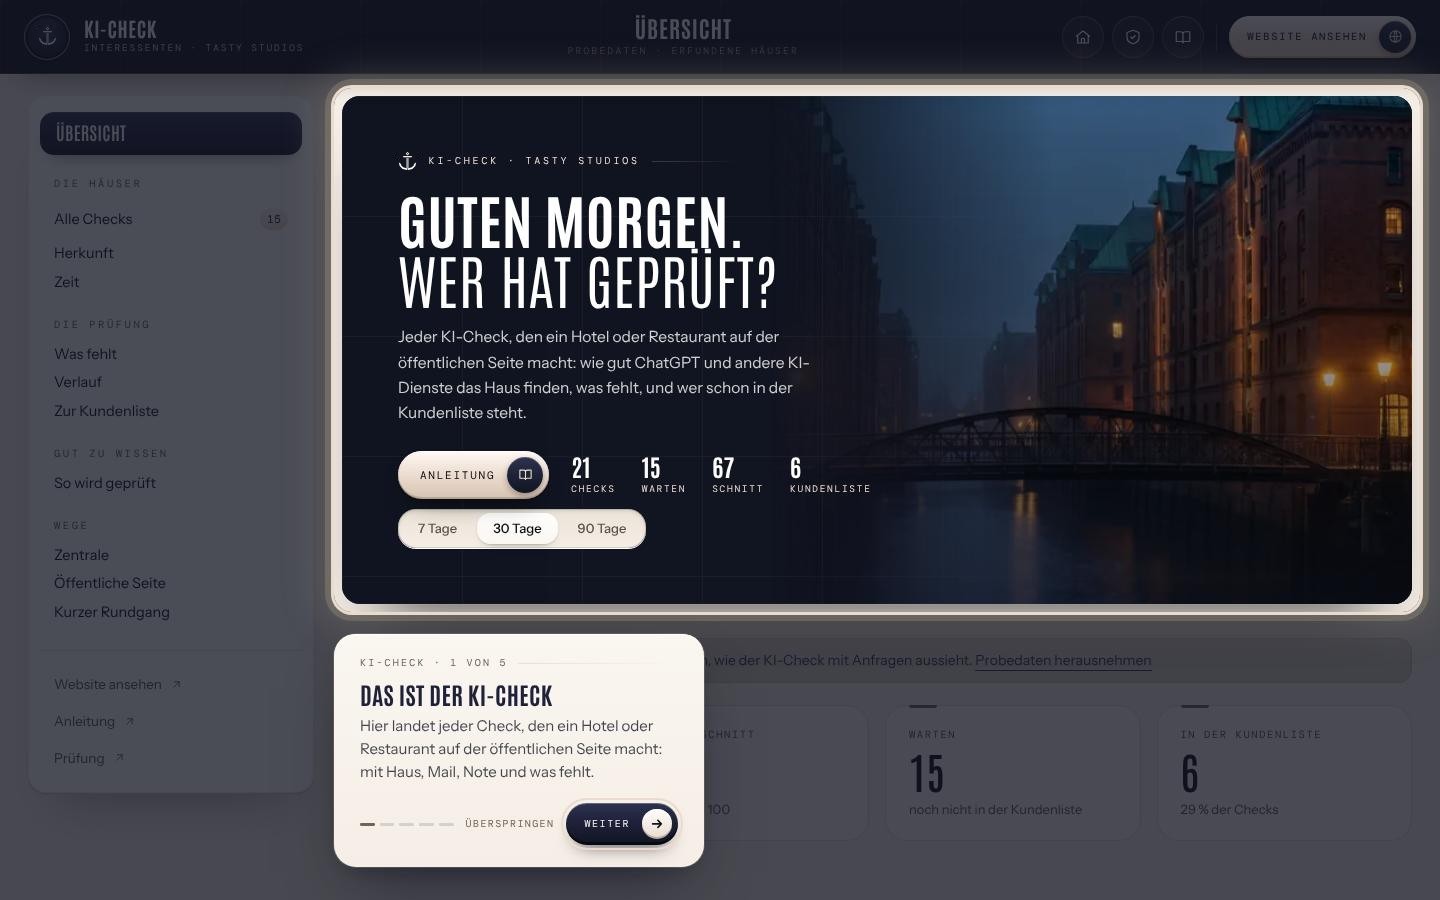 KI-CHECK
INTERESSENTEN · TASTY STUDIOS
ÜBERSICHT
PROBEDATEN · ERFUNDENE HÄUSER
WEBSITE ANSEHEN
ÜBERSICHT
DIE HÄUSER
Alle Checks 15
Herkunft
Zeit
DIE PRÜFUNG
Was fehlt
Verlauf
Zur Kundenliste
GUT ZU WISSEN
So wird geprüft
WEGE
Zentrale
Öffentliche Seite
Kurzer Rundgang
Website ansehen
Anleitung
Prüfung
KI-CHECK · TASTY STUDIOS
GUTEN MORGEN.
WER HAT GEPRÜFT?
Jeder KI-Check, den ein Hotel oder Restaurant auf der
öffentlichen Seite macht: wie gut ChatGPT und andere KI-
Dienste das Haus finden, was fehlt, und wer schon in der
Kundenliste steht.
ANLEITUNG
21 15 67 6
CHECKS WARTEN SCHNITT KUNDENLISTE
7 Tage 30 Tage 90 Tage
wie der KI-Check mit Anfragen aussieht. Probedaten herausnehmen
SCHNITT
100
WARTEN
15
noch nicht in der Kundenliste
IN DER KUNDENLISTE
6
29 % der Checks
KI-CHECK · 1 VON 5
DAS IST DER KI-CHECK
Hier landet jeder Check, den ein Hotel oder
Restaurant auf der öffentlichen Seite macht:
mit Haus, Mail, Note und was fehlt.
ÜBERSPRINGEN WEITER